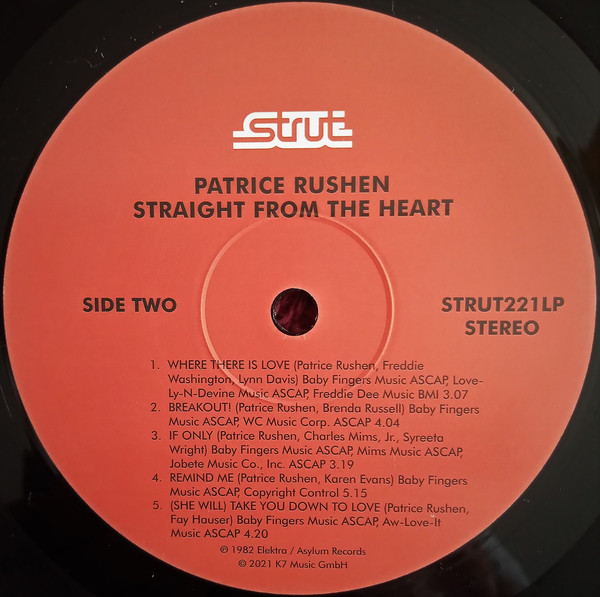 strut
PATRICE RUSHEN
STRAIGHT FROM THE HEART
SIDE TWO
STRUT221LP
STEREO
1. WHERE THERE IS LOVE (Patrice Rushen, Freddie
Washington, Lynn Davis) Baby Fingers Music ASCAP, Love-
Ly-N-Devine Music ASCAP, Freddie Dee Music BMI 3.07
2. BREAKOUT! (Patrice Rushen, Brenda Russell) Baby Fingers
Music ASCAP, WC Music Corp. ASCAP 4.04
3. IF ONLY (Patrice Rushen, Charles Mims, Jr., Syreeta
Wright) Baby Fingers Music ASCAP, Mims Music ASCAP,
Jobete Music Co., Inc. ASCAP 3.19
4. REMIND ME (Patrice Rushen, Karen Evans) Baby Fingers
Music ASCAP, Copyright Control 5.15
5. (SHE WILL) TAKE YOU DOWN TO LOVE (Patrice Rushen,
Fay Hauser) Baby Fingers Music ASCAP, Aw-Love-It
Music ASCAP 4.20
℗ 1982 Elektra / Asylum Records
© 2021 K7 Music GmbH